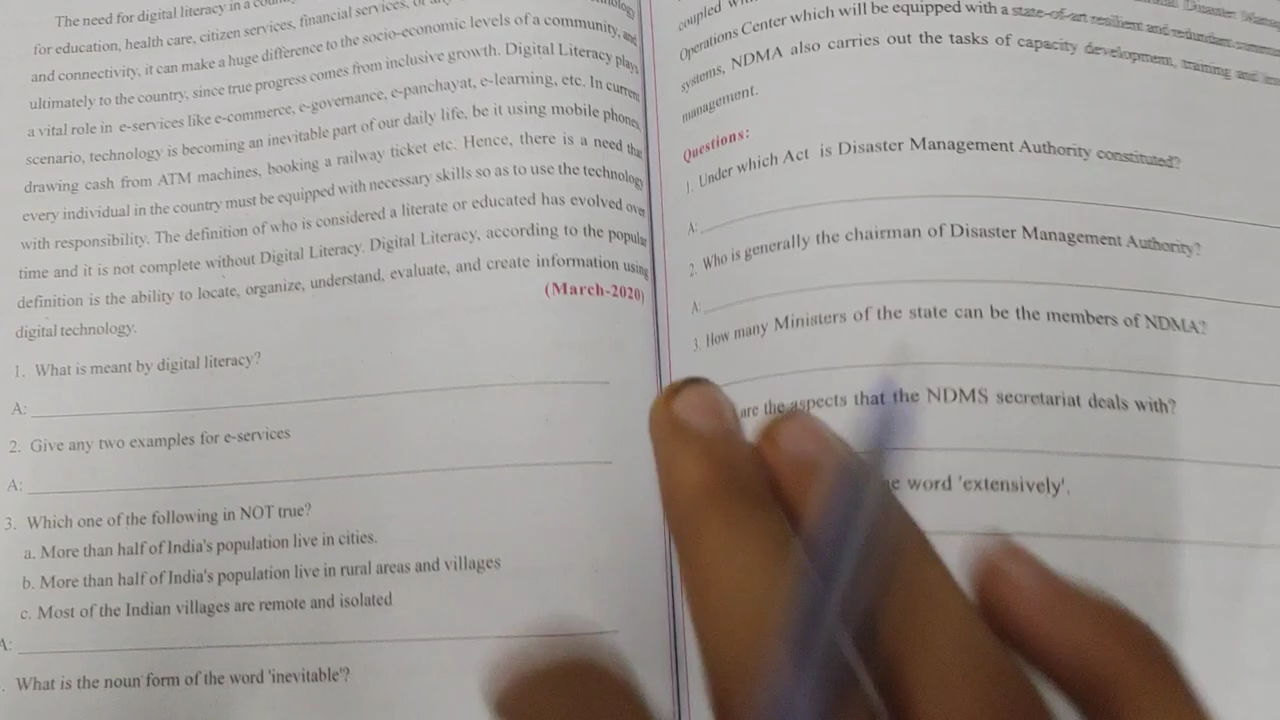 The need for digital literacy in a
for education, health care, citizen services, financial services,
and connectivity, it can make a huge difference to the socio-economic levels of a community, and
ultimately to the country, since true progress comes from inclusive growth. Digital Literacy plays
a vital role in e-services like e-commerce, e-governance, e-panchayat, e-learning, etc. In current
scenario, technology is becoming an inevitable part of our daily life, be it using mobile phones,
drawing cash from ATM machines, booking a railway ticket etc. Hence, there is a need that
every individual in the country must be equipped with necessary skills so as to use the technology
with responsibility. The definition of who is considered a literate or educated has evolved over
time and it is not complete without Digital Literacy. Digital Literacy, according to the popular
definition is the ability to locate, organize, understand, evaluate, and create information using
digital technology.
(March-2020)
1. What is meant by digital literacy?
A:
2. Give any two examples for e-services
A:
3. Which one of the following in NOT true?
a. More than half of India's population live in cities.
b. More than half of India's population live in rural areas and villages
c. Most of the Indian villages are remote and isolated
A:
. What is the noun form of the word 'inevitable'?
coupled
Operations Center which will be equipped with a state-of-art resilient and redundant
systems, NDMA also carries out the tasks of capacity development, training and
management.
Questions:
1. Under which Act is Disaster Management Authority constituted?
A:
2. Who is generally the chairman of Disaster Management Authority?
A:
3. How many Ministers of the state can be the members of NDMA?
are the aspects that the NDMS secretariat deals with?
word 'extensively'.